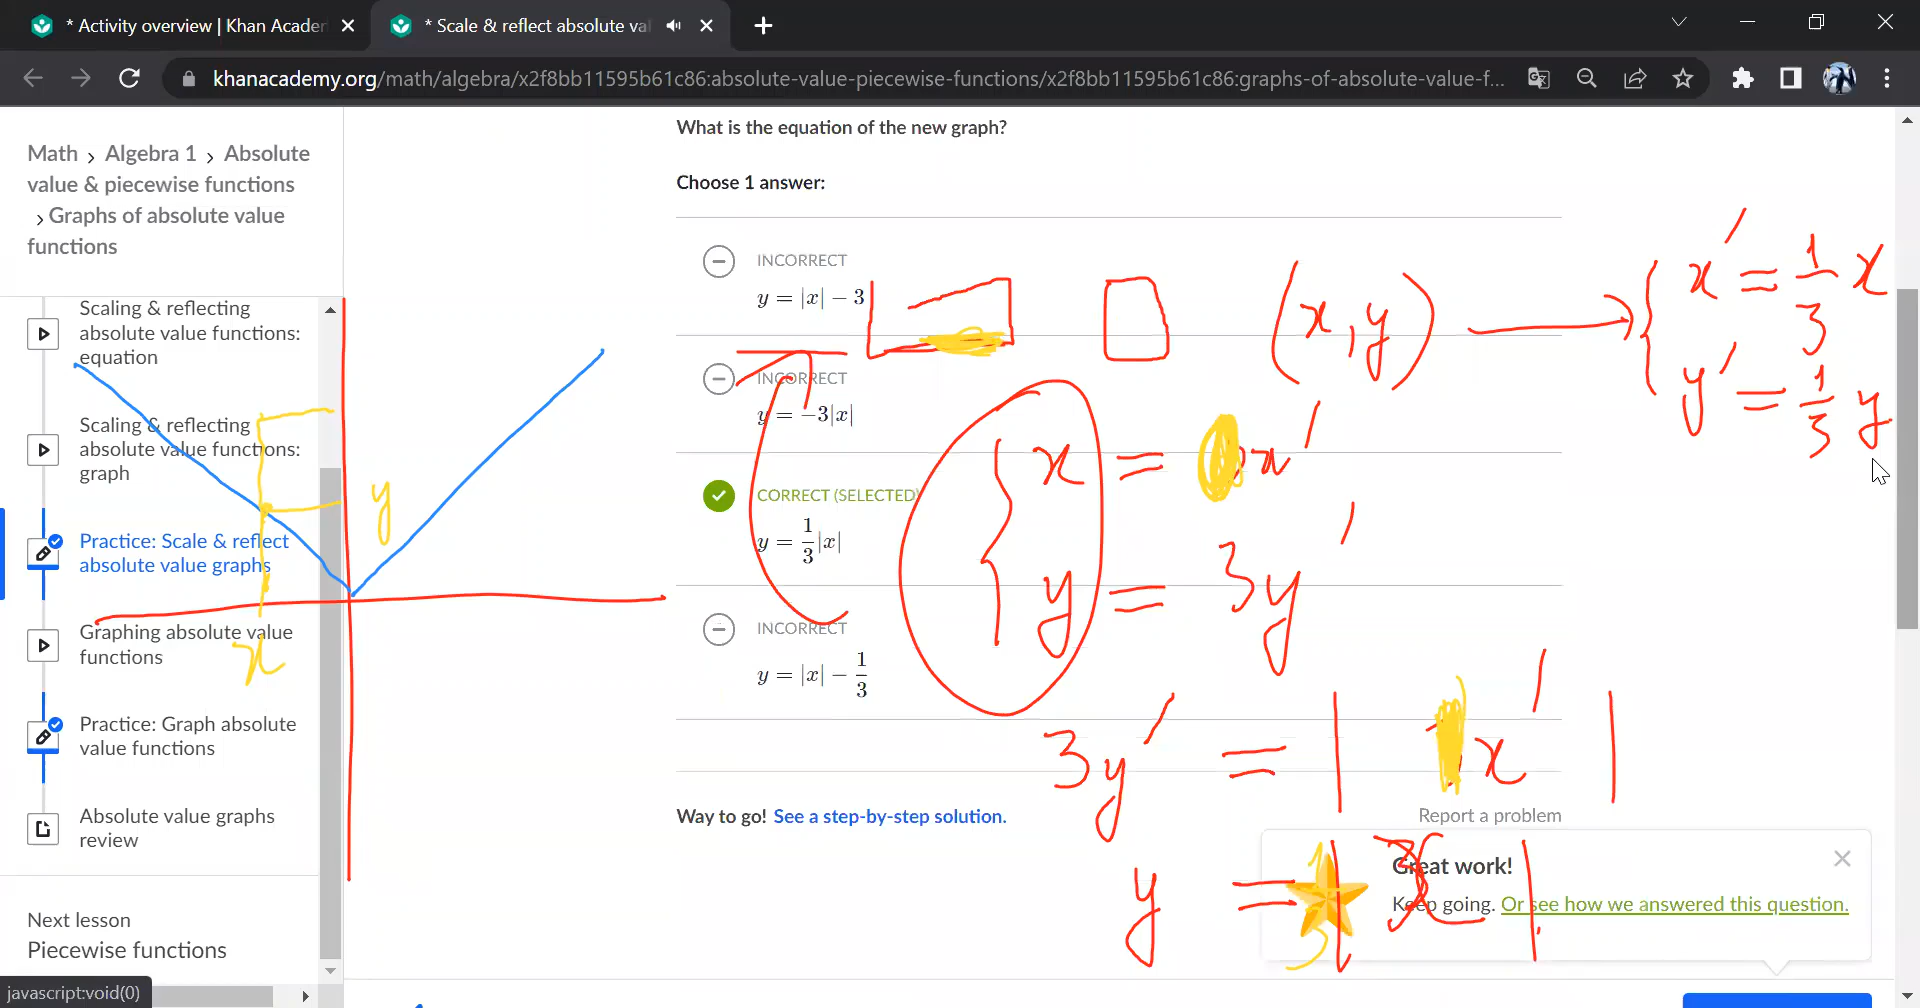 * Activity overview | Khan Acader
* Scale & reflect absolute val
khanacademy.org/math/algebra/x2f8bb11595b61c86:absolute-value-piecewise-functions/x2f8bb11595b61c86:graphs-of-absolute-value-f...
Math > Algebra 1 > Absolute
value & piecewise functions
> Graphs of absolute value
functions
Scaling & reflecting
absolute value functions:
equation
Scaling & reflecting
absolute value functions:
graph
Practice: Scale & reflect
absolute value graphs
Graphing absolute value
functions
Practice: Graph absolute
value functions
Absolute value graphs
review
Next lesson
Piecewise functions
javascript:void(0)
y
x
What is the equation of the new graph?
Choose 1 answer:
INCORRECT
y = |x| − 3
INCORRECT
y = −3|x|
CORRECT (SELECTED)
y = 1/3|x|
INCORRECT
y = |x| − 1/3
(x, y) → { x' = 1/3 x
y' = 1/3 y
{ x = x'
y = 3y'
3y' = | x' |
y = 1/3 | x |
Way to go! See a step-by-step solution.
Report a problem
Great work!
Keep going. Or see how we answered this question.